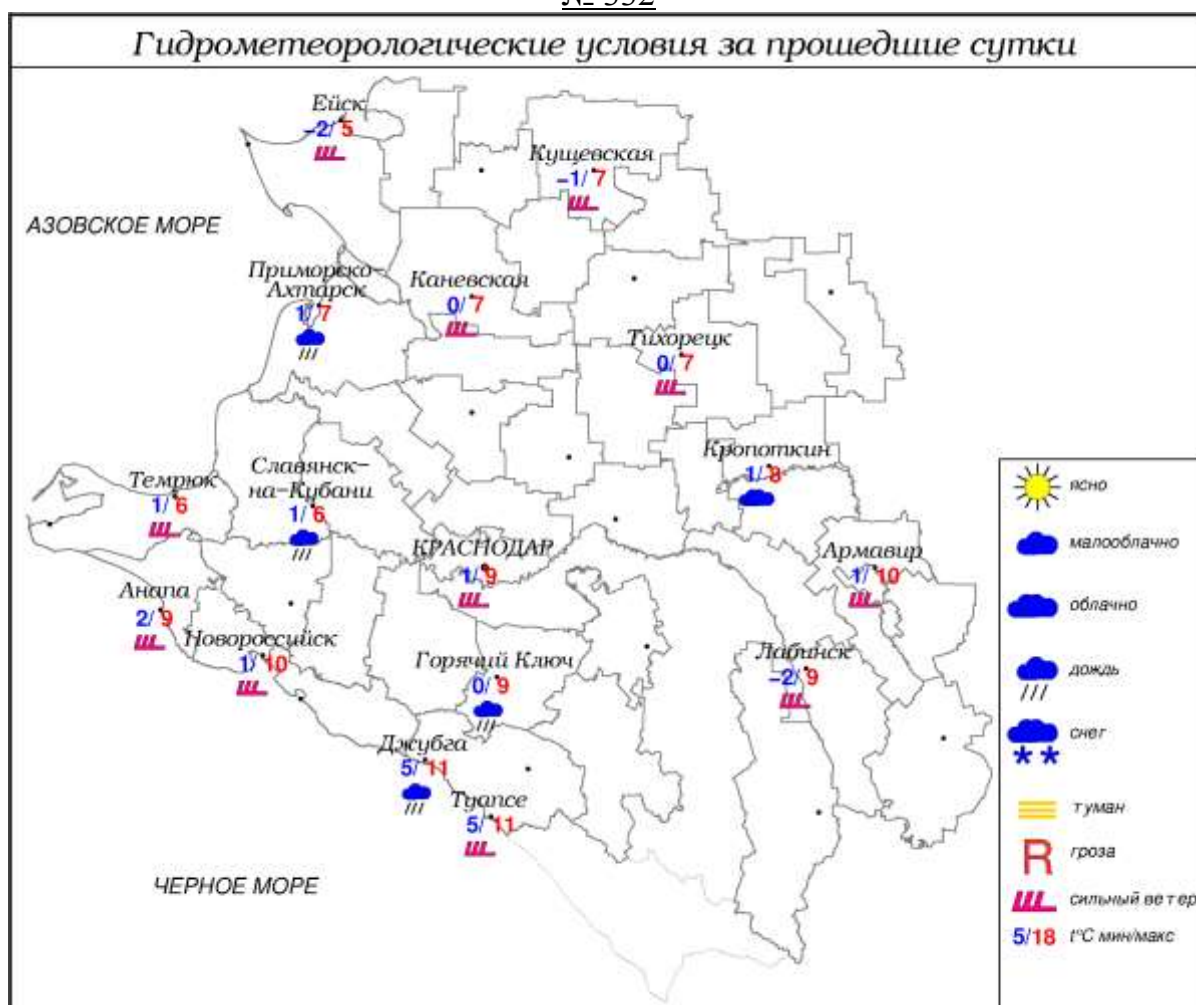 № 332
Гидрометеорологические условия за прошедшие сутки
Ейск
-2/ 5
Кущевская
-1/ 7
АЗОВСКОЕ МОРЕ
Приморско-
Ахтарск
1/ 7
Каневская
0/ 7
Тихорецк
0/ 7
Кропоткин
1/ 8
Темрюк
1/ 6
Славянск-
на-Кубани
1/ 6
КРАСНОДАР
1/ 9
Армавир
1/ 10
Анапа
2/ 9
Новороссийск
1/ 10
Горячий Ключ
0/ 9
Лабинск
-2/ 9
Джубга
5/ 11
Туапсе
5/ 11
ЧЕРНОЕ МОРЕ
ясно
малооблачно
облачно
дождь
снег
туман
R гроза
сильный ветер
5/18 t°C мин/макс